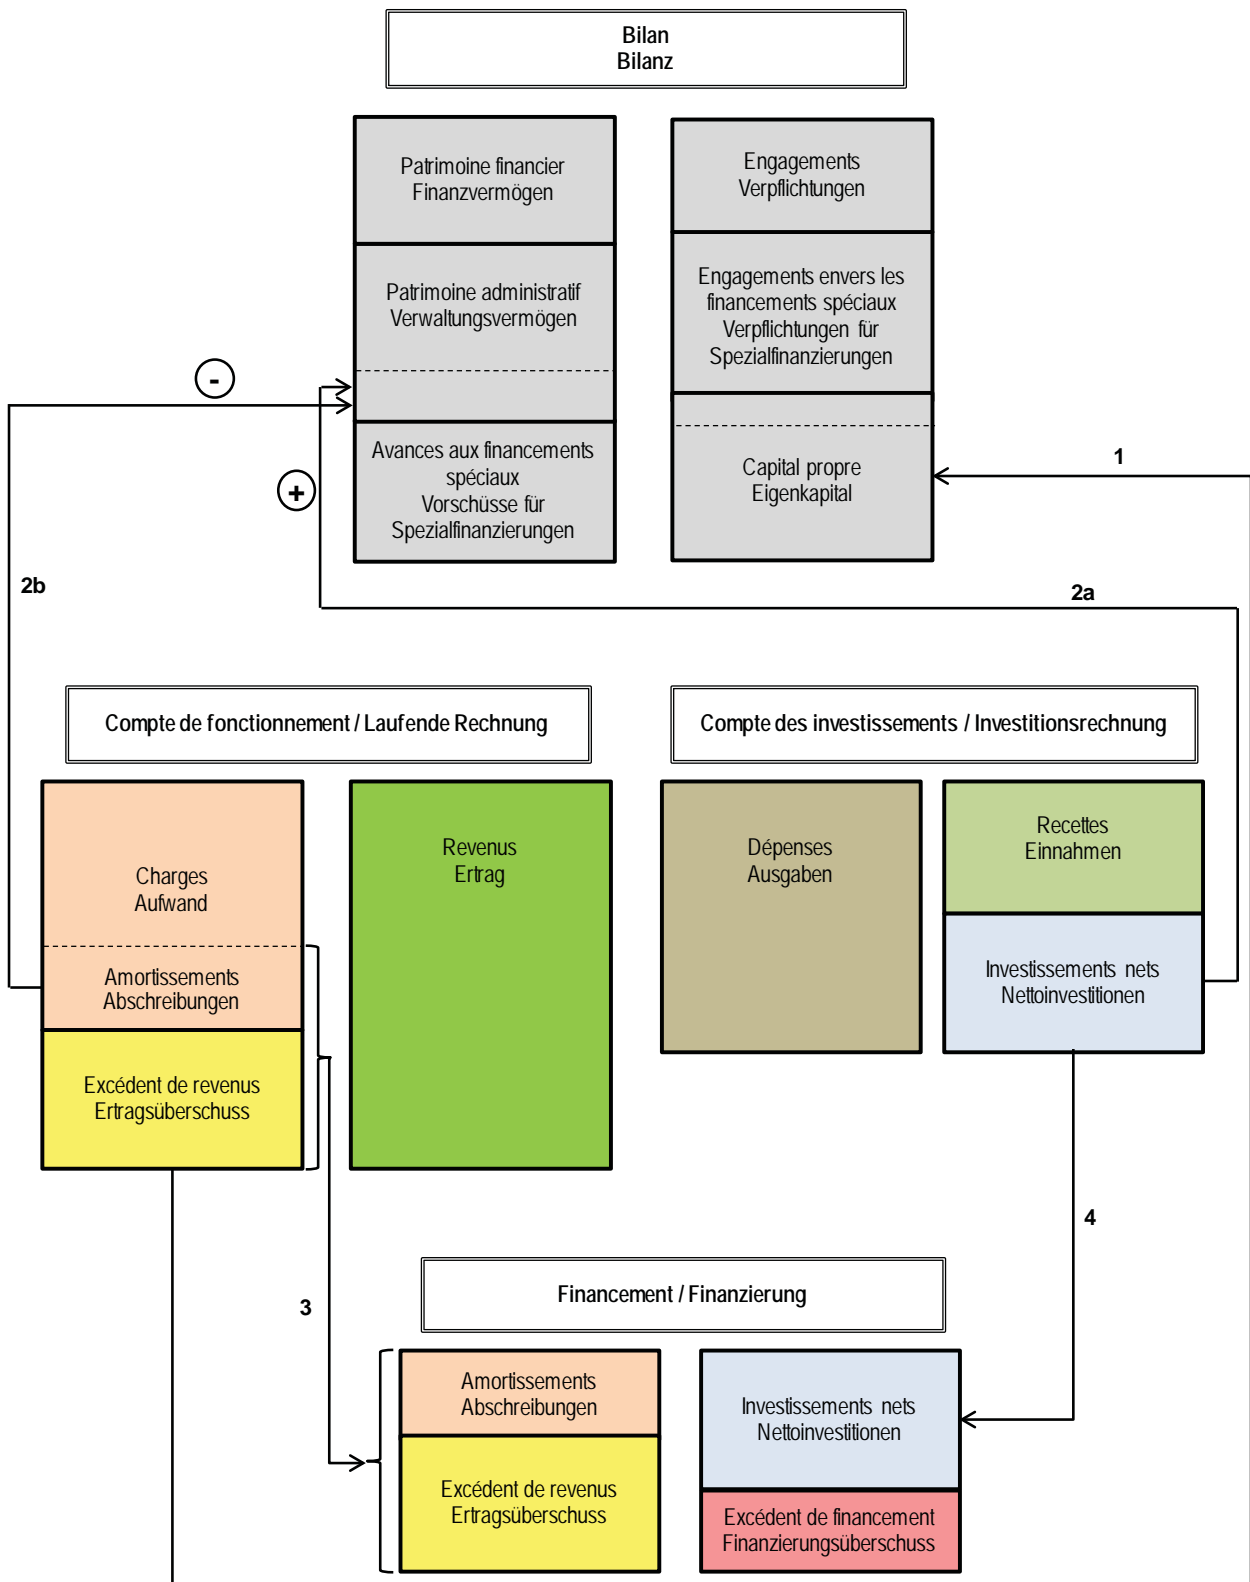 Bilan
Bilanz
Patrimoine financier
Finanzvermögen
Engagements
Verpflichtungen
Patrimoine administratif
Verwaltungsvermögen
Engagements envers les
financements spéciaux
Verpflichtungen für
Spezialfinanzierungen
-
+
Avances aux financements
spéciaux
Vorschüsse für
Spezialfinanzierungen
Capital propre
Eigenkapital
1
2b
2a
Compte de fonctionnement / Laufende Rechnung
Compte des investissements / Investitionsrechnung
Charges
Aufwand
Revenus
Ertrag
Dépenses
Ausgaben
Recettes
Einnahmen
Amortissements
Abschreibungen
Investissements nets
Nettoinvestitionen
Excédent de revenus
Ertragsüberschuss
4
3
Financement / Finanzierung
Amortissements
Abschreibungen
Investissements nets
Nettoinvestitionen
Excédent de revenus
Ertragsüberschuss
Excédent de financement
Finanzierungsüberschuss